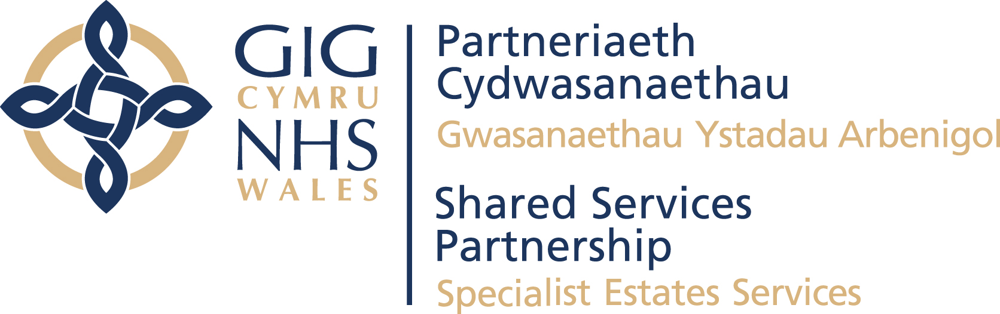 GIG
CYMRU
NHS
WALES
Partneriaeth
Cydwasanaethau
Gwasanaethau Ystadau Arbenigol
Shared Services
Partnership
Specialist Estates Services